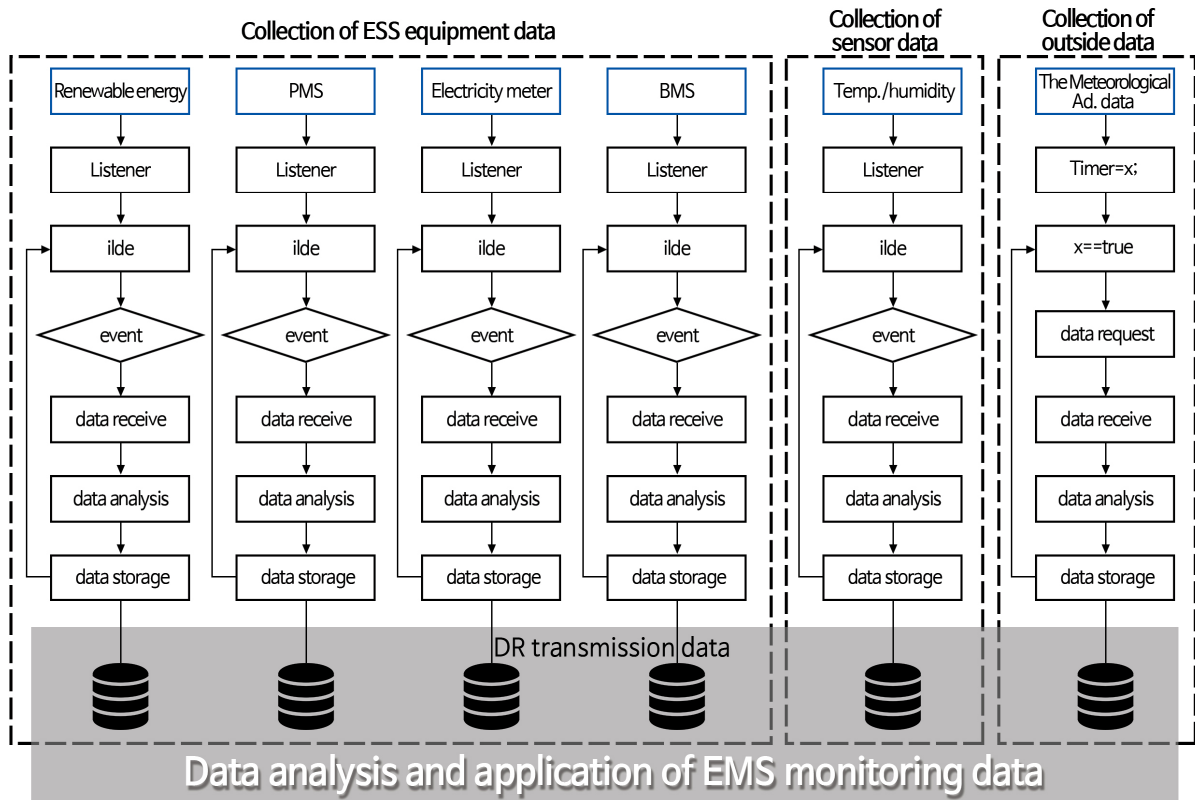 Collection of ESS equipment data
Collection of
sensor data
Collection of
outside data
Renewable energy
PMS
Electricity meter
BMS
Temp./humidity
The Meteorological
Ad. data
Listener
Listener
Listener
Listener
Listener
Timer=x;
ilde
ilde
ilde
ilde
ilde
x==true
event
event
event
event
event
data request
data receive
data receive
data receive
data receive
data receive
data receive
data analysis
data analysis
data analysis
data analysis
data analysis
data analysis
data storage
data storage
data storage
data storage
data storage
data storage
DR transmission data
Data analysis and application of EMS monitoring data